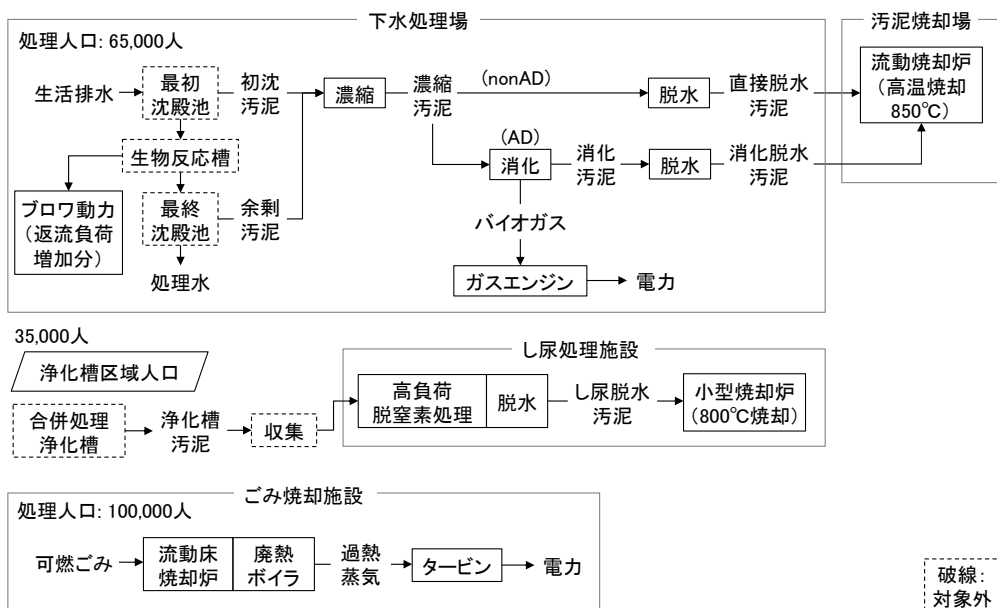 下水処理場
汚泥焼却場
処理人口: 65,000人
生活排水
最初
沈殿池
初沈
汚泥
濃縮
濃縮
汚泥
(nonAD)
脱水
直接脱水
汚泥
流動焼却炉
(高温焼却
850℃)
生物反応槽
(AD)
消化
消化
汚泥
脱水
消化脱水
汚泥
ブロワ動力
(返流負荷
増加分)
最終
沈殿池
余剰
汚泥
バイオガス
処理水
ガスエンジン
電力
35,000人
浄化槽区域人口
し尿処理施設
合併処理
浄化槽
浄化槽
汚泥
収集
高負荷
脱窒素処理
脱水
し尿脱水
汚泥
小型焼却炉
(800℃焼却)
ごみ焼却施設
処理人口: 100,000人
可燃ごみ
流動床
焼却炉
廃熱
ボイラ
過熱
蒸気
タービン
電力
破線:
対象外